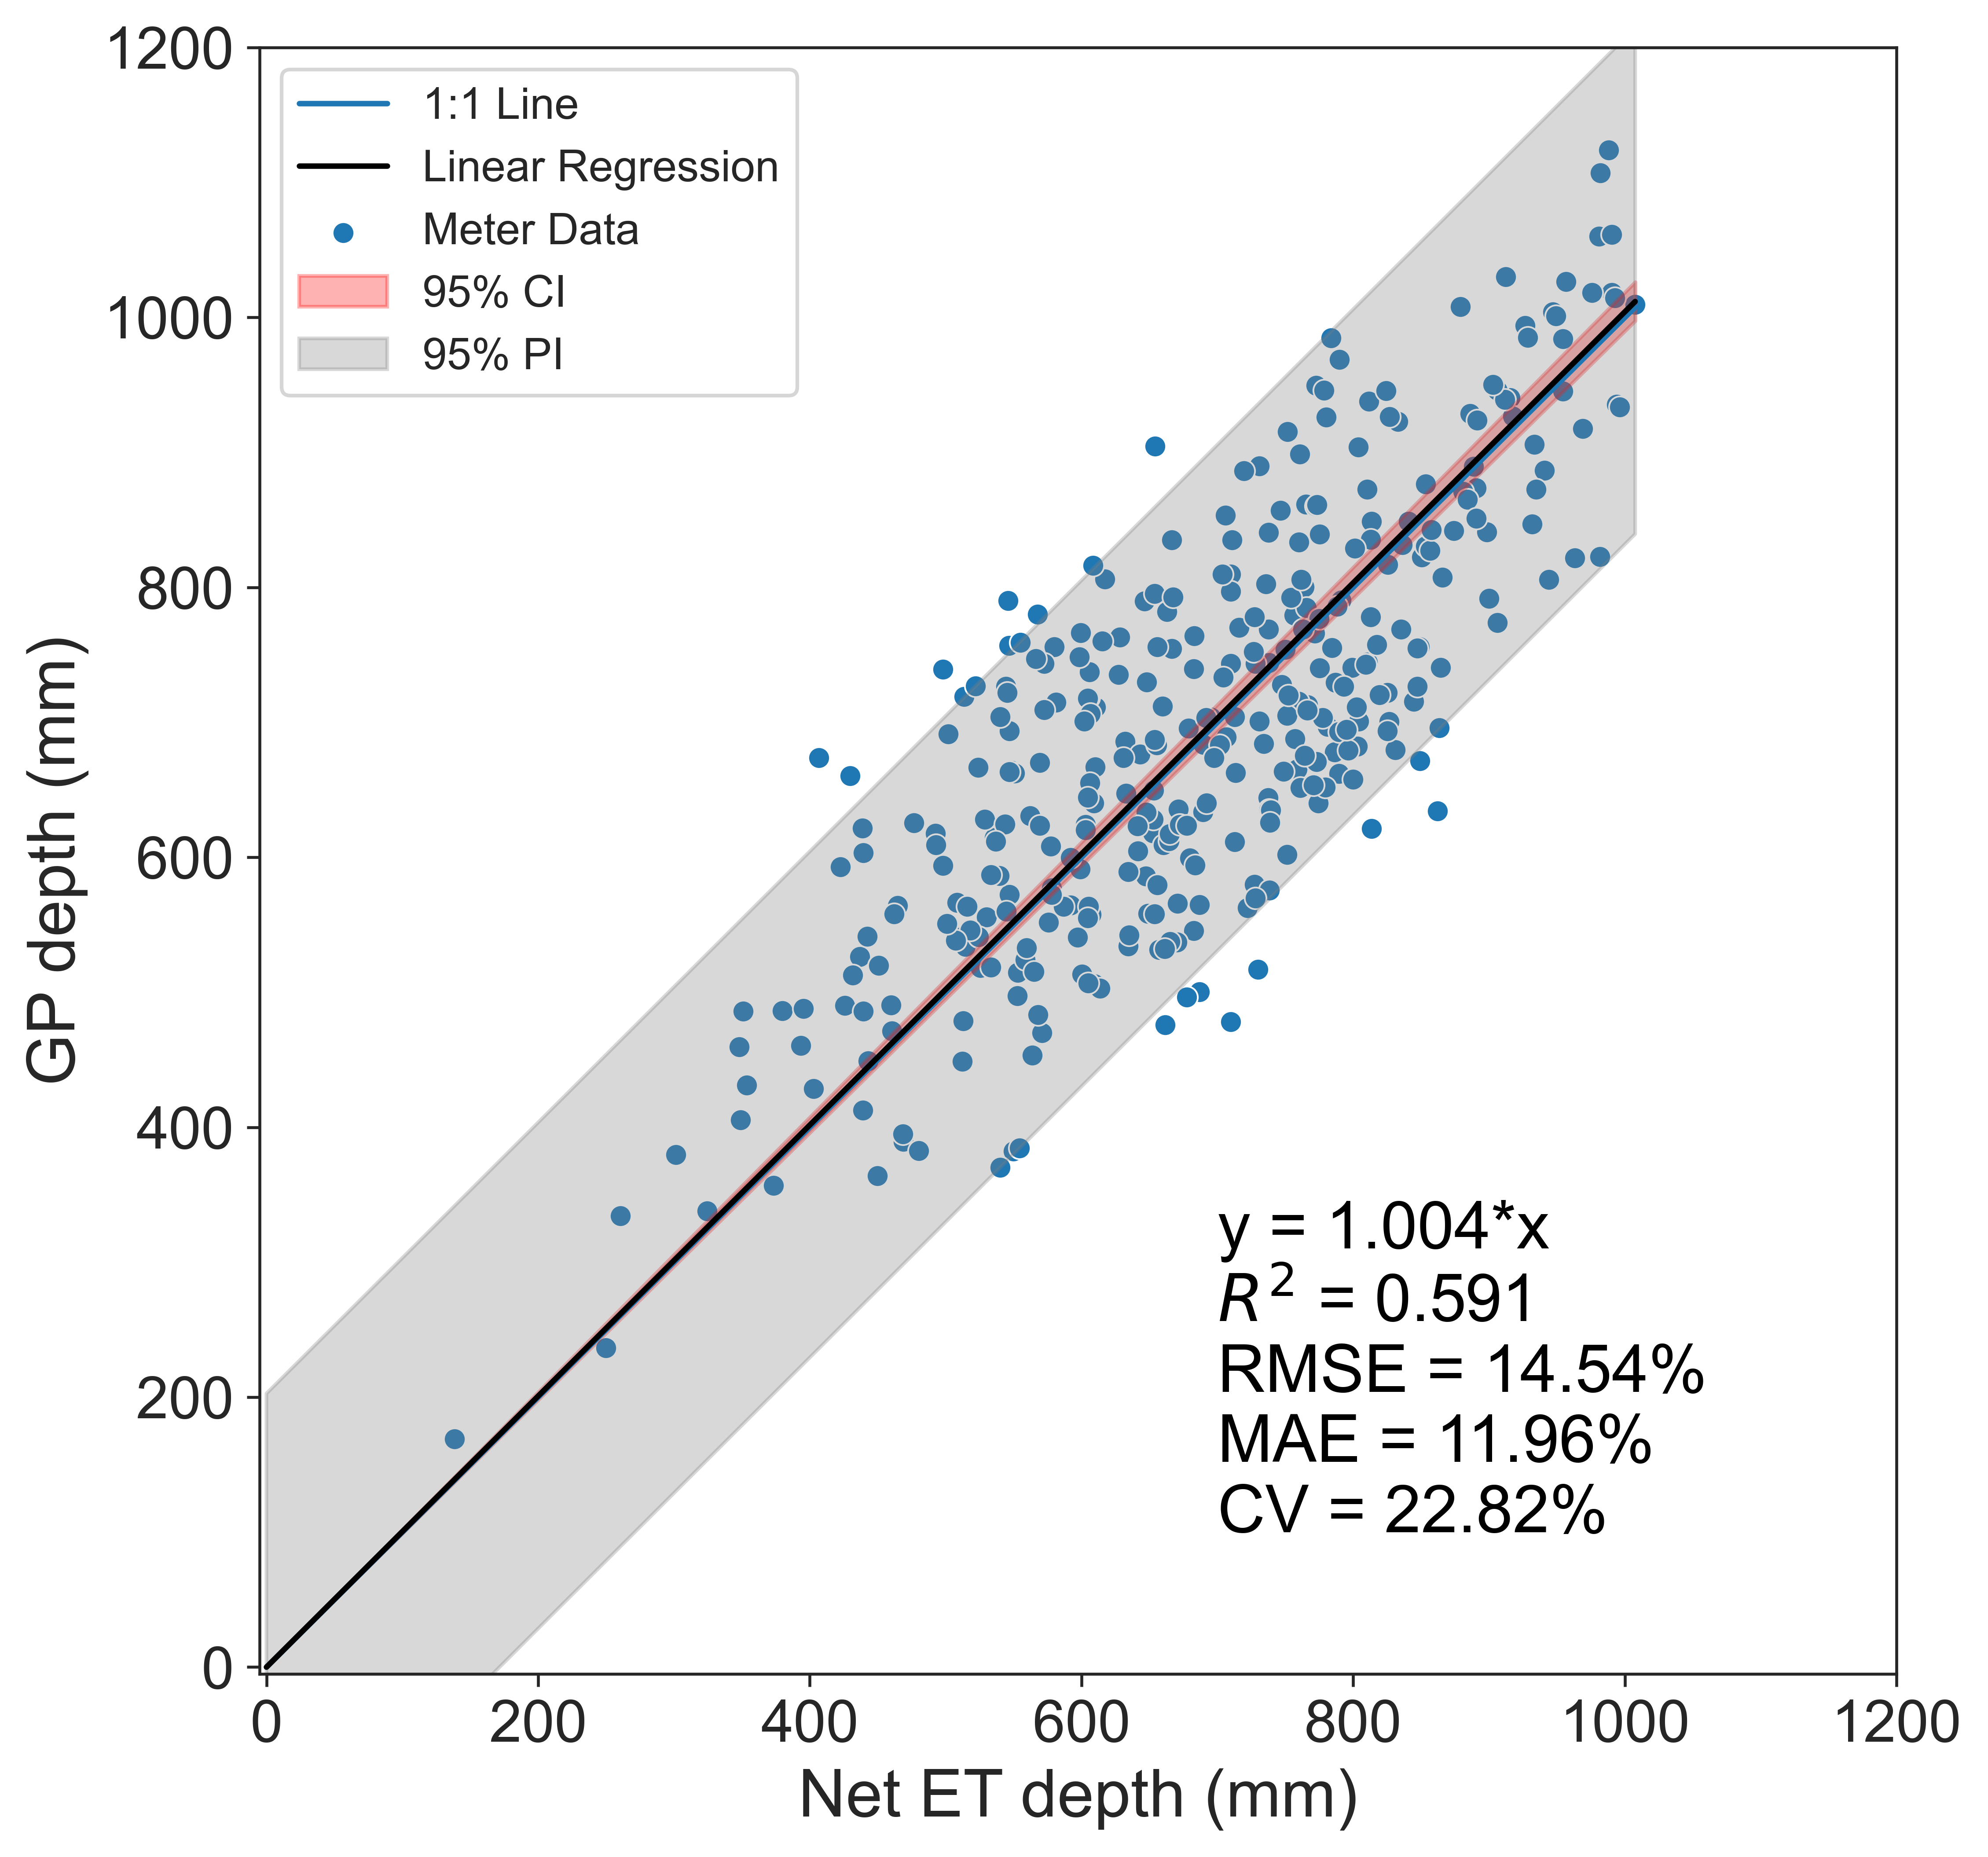 1:1 Line
Linear Regression
Meter Data
95% CI
95% PI
GP depth (mm)
1200
1000
800
600
400
200
0
y = 1.004*x
R² = 0.591
RMSE = 14.54%
MAE = 11.96%
CV = 22.82%
0 200 400 600 800 1000 1200
Net ET depth (mm)